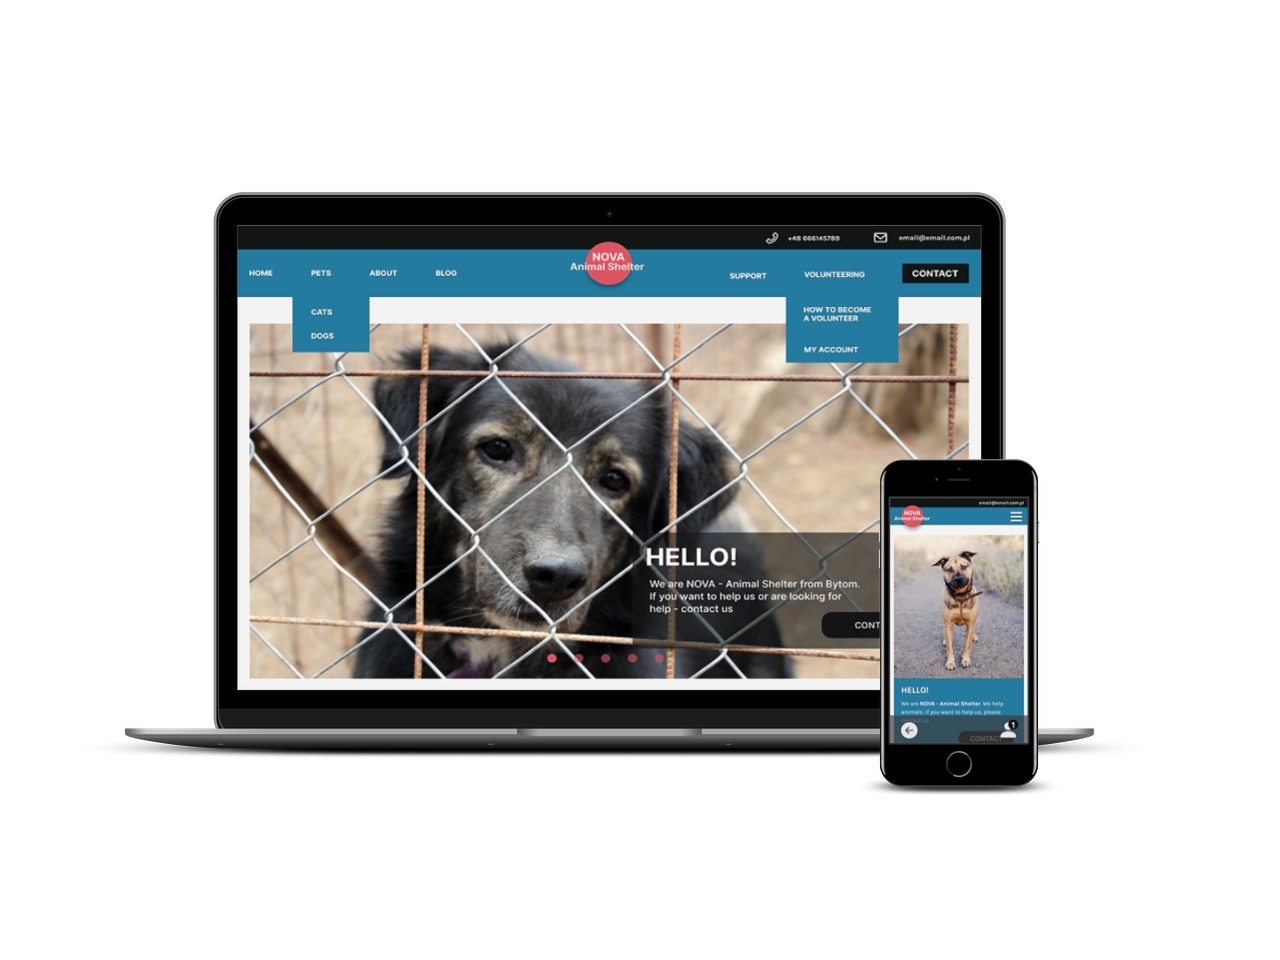 +48 666145789
email@email.com.pl
NOVA
Animal Shelter
HOME
PETS
ABOUT
BLOG
SUPPORT
VOLUNTEERING
CONTACT
CATS
DOGS
HOW TO BECOME
A VOLUNTEER
MY ACCOUNT
HELLO!
We are NOVA - Animal Shelter from Bytom.
If you want to help us or are looking for
help - contact us
CONT
email@email.com.pl
NOVA
Animal Shelter
HELLO!
We are NOVA - Animal Shelter. We help
animals, if you want to help us, please
contact us
1
CONTACT